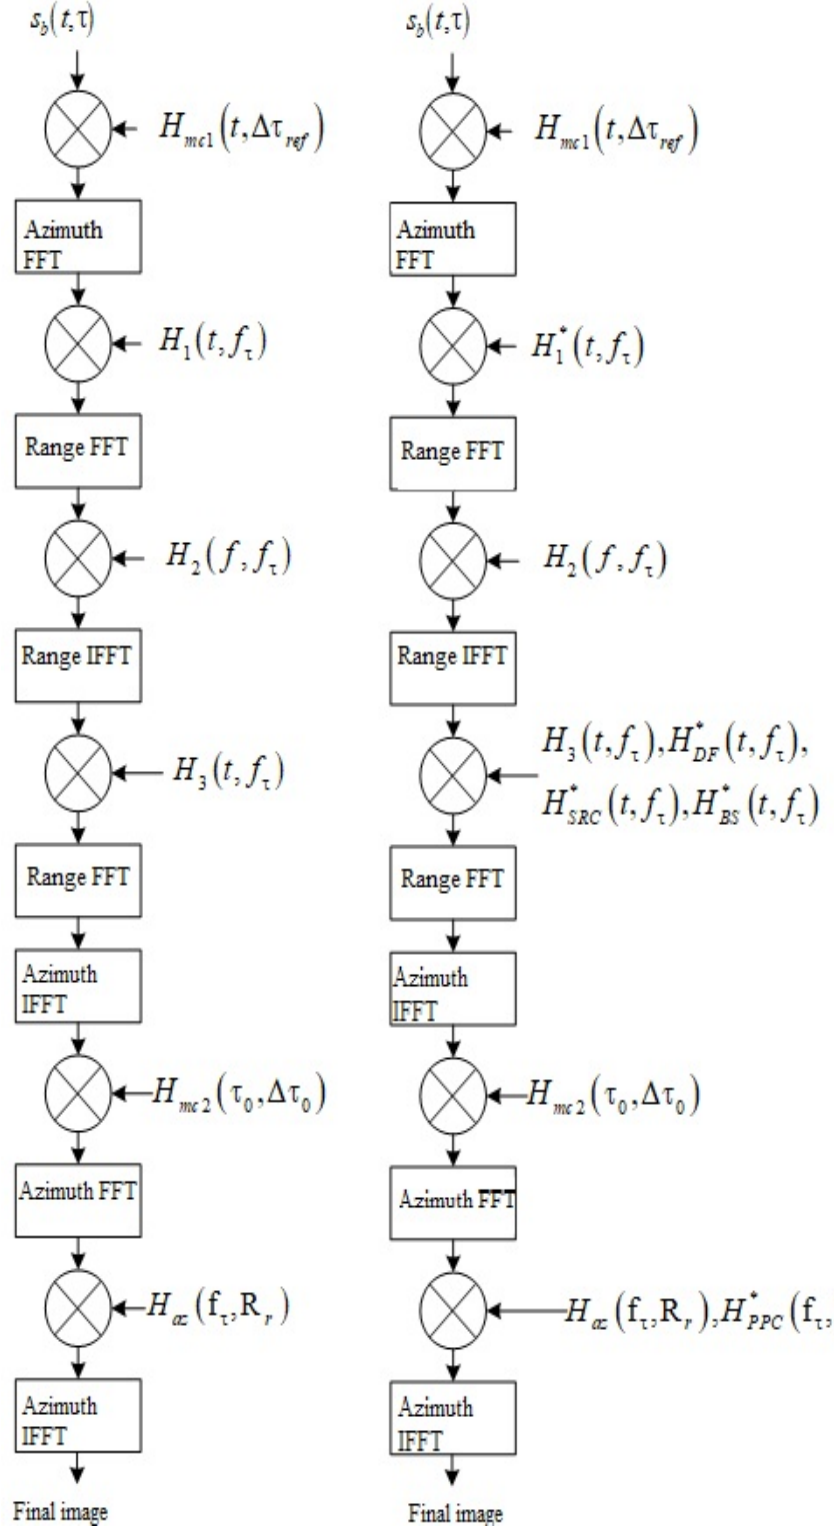 s_b(t,τ)
H_mc1(t,Δτ_ref)
Azimuth
FFT
H_1(t,f_τ)
Range FFT
H_2(f,f_τ)
Range IFFT
H_3(t,f_τ)
Range FFT
Azimuth
IFFT
H_mc2(τ_0,Δτ_0)
Azimuth FFT
H_az(f_τ,R_r)
Azimuth
IFFT
Final image
s_b(t,τ)
H_mc1(t,Δτ_ref)
Azimuth
FFT
H_1^*(t,f_τ)
Range FFT
H_2(f,f_τ)
Range IFFT
H_3(t,f_τ),H_DF^*(t,f_τ),
H_SRC^*(t,f_τ),H_BS^*(t,f_τ)
Range FFT
Azimuth
IFFT
H_mc2(τ_0,Δτ_0)
Azimuth FFT
H_az(f_τ,R_r),H_PPC^*(f_τ,
Azimuth
IFFT
Final image